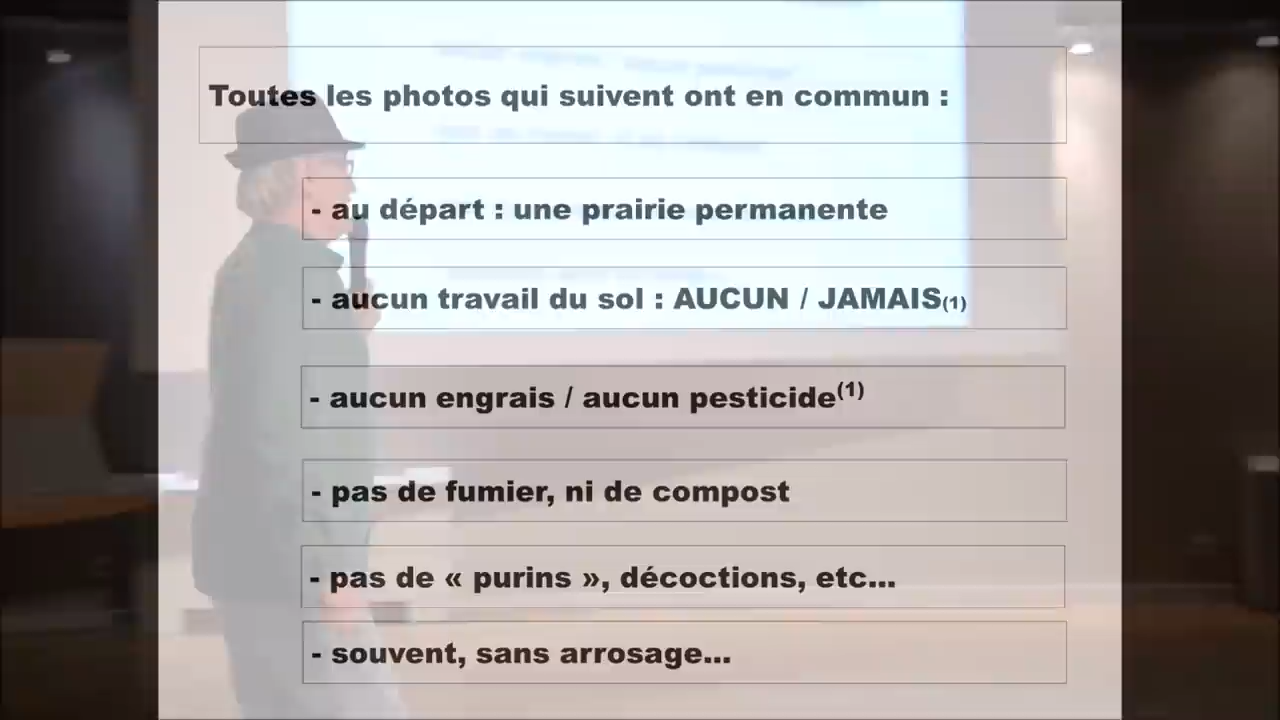 Toutes les photos qui suivent ont en commun :
- au départ : une prairie permanente
- aucun travail du sol : AUCUN / JAMAIS(1)
- aucun engrais / aucun pesticide(1)
- pas de fumier, ni de compost
- pas de « purins », décoctions, etc...
- souvent, sans arrosage...